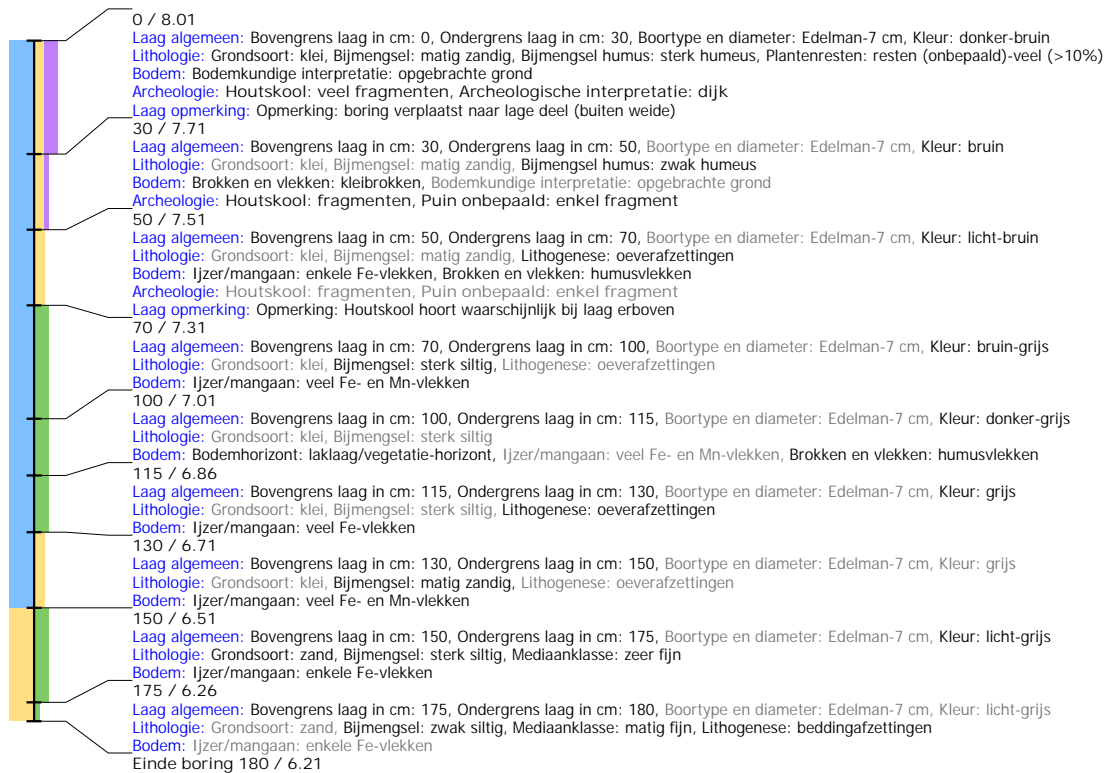 0 / 8.01
Laag algemeen: Bovengrens laag in cm: 0, Ondergrens laag in cm: 30, Boortype en diameter: Edelman-7 cm, Kleur: donker-bruin
Lithologie: Grondsoort: klei, Bijmengsel: matig zandig, Bijmengsel humus: sterk humeus, Plantenresten: resten (onbepaald)-veel (>10%)
Bodem: Bodemkundige interpretatie: opgebrachte grond
Archeologie: Houtskool: veel fragmenten, Archeologische interpretatie: dijk
Laag opmerking: Opmerking: boring verplaatst naar lage deel (buiten weide)
30 / 7.71
Laag algemeen: Bovengrens laag in cm: 30, Ondergrens laag in cm: 50, Boortype en diameter: Edelman-7 cm, Kleur: bruin
Lithologie: Grondsoort: klei, Bijmengsel: matig zandig, Bijmengsel humus: zwak humeus
Bodem: Brokken en vlekken: kleibrokken, Bodemkundige interpretatie: opgebrachte grond
Archeologie: Houtskool: fragmenten, Puin onbepaald: enkel fragment
50 / 7.51
Laag algemeen: Bovengrens laag in cm: 50, Ondergrens laag in cm: 70, Boortype en diameter: Edelman-7 cm, Kleur: licht-bruin
Lithologie: Grondsoort: klei, Bijmengsel: matig zandig, Lithogenese: oeverafzettingen
Bodem: Ijzer/mangaan: enkele Fe-vlekken, Brokken en vlekken: humusvlekken
Archeologie: Houtskool: fragmenten, Puin onbepaald: enkel fragment
Laag opmerking: Opmerking: Houtskool hoort waarschijnlijk bij laag erboven
70 / 7.31
Laag algemeen: Bovengrens laag in cm: 70, Ondergrens laag in cm: 100, Boortype en diameter: Edelman-7 cm, Kleur: bruin-grijs
Lithologie: Grondsoort: klei, Bijmengsel: sterk siltig, Lithogenese: oeverafzettingen
Bodem: Ijzer/mangaan: veel Fe- en Mn-vlekken
100 / 7.01
Laag algemeen: Bovengrens laag in cm: 100, Ondergrens laag in cm: 115, Boortype en diameter: Edelman-7 cm, Kleur: donker-grijs
Lithologie: Grondsoort: klei, Bijmengsel: sterk siltig
Bodem: Bodemhorizont: laklaag/vegetatie-horizont, Ijzer/mangaan: veel Fe- en Mn-vlekken, Brokken en vlekken: humusvlekken
115 / 6.86
Laag algemeen: Bovengrens laag in cm: 115, Ondergrens laag in cm: 130, Boortype en diameter: Edelman-7 cm, Kleur: grijs
Lithologie: Grondsoort: klei, Bijmengsel: sterk siltig, Lithogenese: oeverafzettingen
Bodem: Ijzer/mangaan: veel Fe-vlekken
130 / 6.71
Laag algemeen: Bovengrens laag in cm: 130, Ondergrens laag in cm: 150, Boortype en diameter: Edelman-7 cm, Kleur: grijs
Lithologie: Grondsoort: klei, Bijmengsel: matig zandig, Lithogenese: oeverafzettingen
Bodem: Ijzer/mangaan: veel Fe- en Mn-vlekken
150 / 6.51
Laag algemeen: Bovengrens laag in cm: 150, Ondergrens laag in cm: 175, Boortype en diameter: Edelman-7 cm, Kleur: licht-grijs
Lithologie: Grondsoort: zand, Bijmengsel: sterk siltig, Mediaanklasse: zeer fijn
Bodem: Ijzer/mangaan: enkele Fe-vlekken
175 / 6.26
Laag algemeen: Bovengrens laag in cm: 175, Ondergrens laag in cm: 180, Boortype en diameter: Edelman-7 cm, Kleur: licht-grijs
Lithologie: Grondsoort: zand, Bijmengsel: zwak siltig, Mediaanklasse: matig fijn, Lithogenese: beddingafzettingen
Bodem: Ijzer/mangaan: enkele Fe-vlekken
Einde boring 180 / 6.21